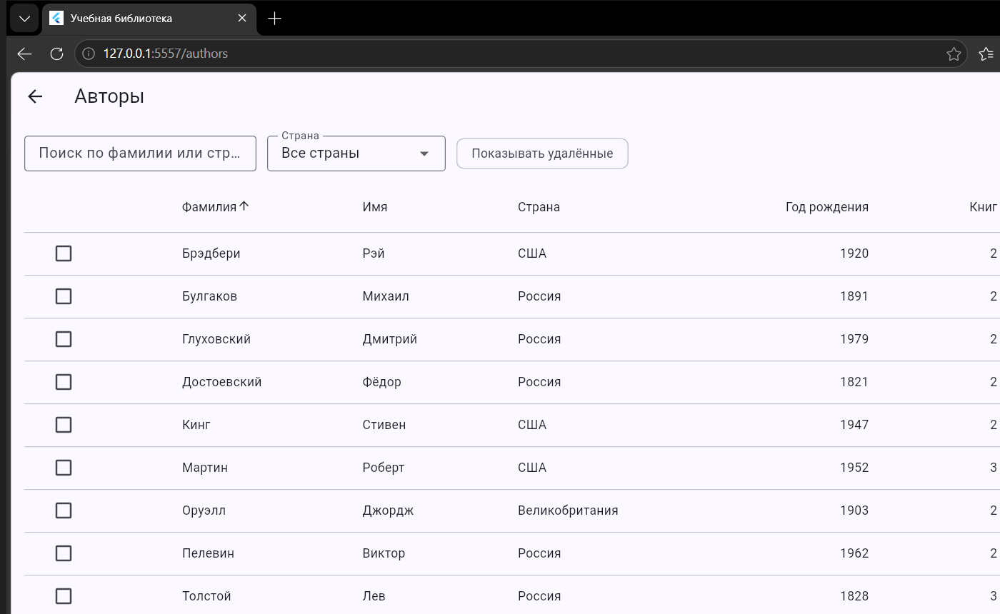 Учебная библиотека
127.0.0.1:5557/authors
Авторы
Страна
Поиск по фамилии или стр... Все страны Показывать удалённые
Фамилия Имя Страна Год рождения Книг
Брэдбери Рэй США 1920 2
Булгаков Михаил Россия 1891 2
Глуховский Дмитрий Россия 1979 2
Достоевский Фёдор Россия 1821 2
Кинг Стивен США 1947 2
Мартин Роберт США 1952 3
Оруэлл Джордж Великобритания 1903 2
Пелевин Виктор Россия 1962 2
Толстой Лев Россия 1828 3